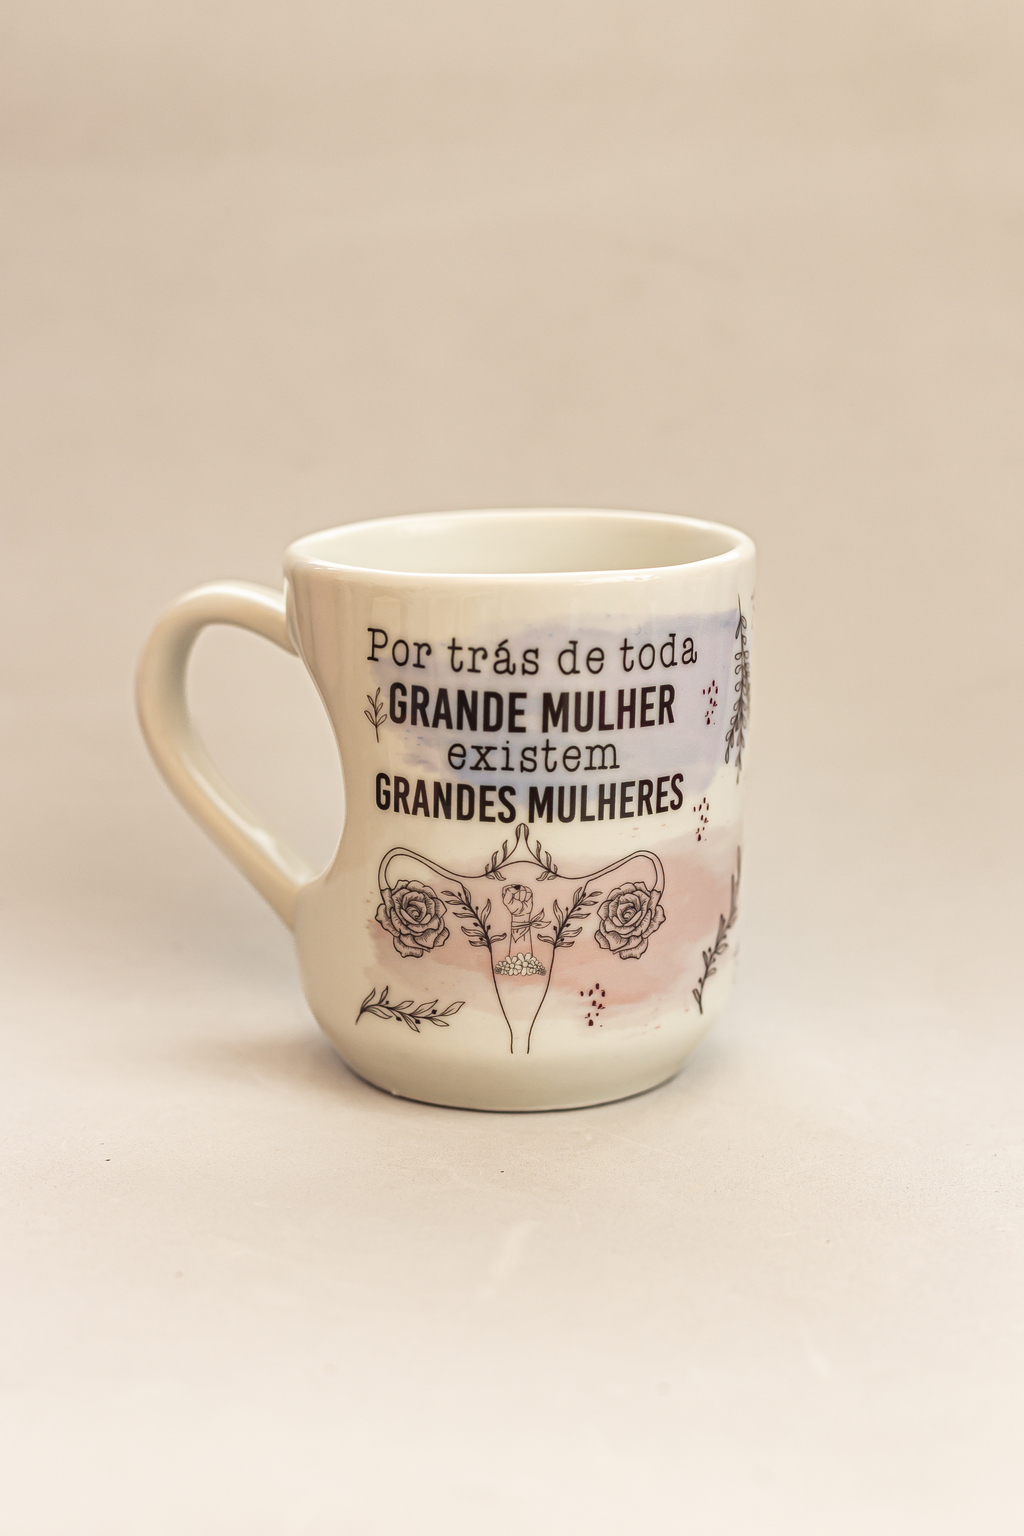 Por trás de toda
GRANDE MULHER
existem
GRANDES MULHERES